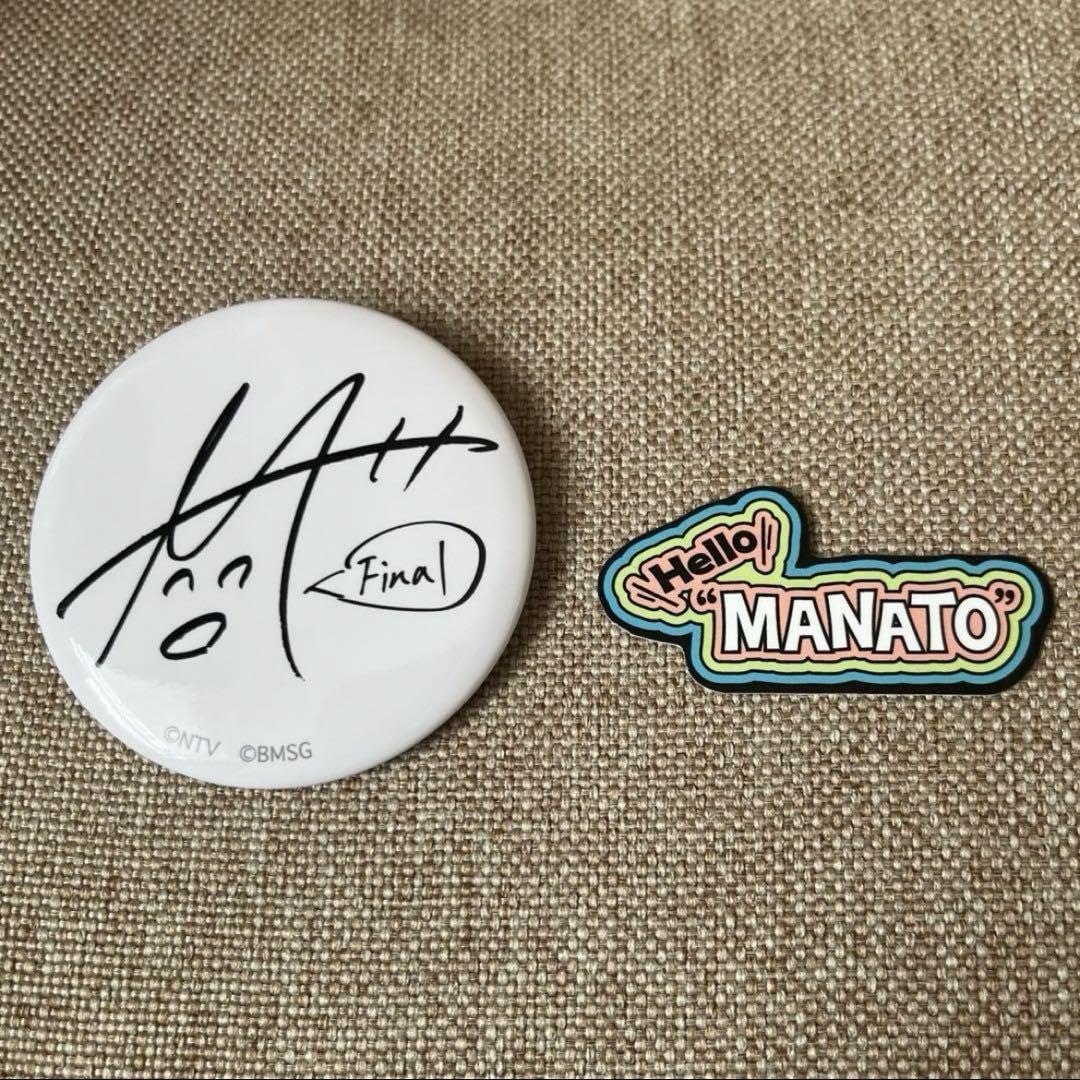 Final
©NTV ©BMSG
Hello
“MANATO”